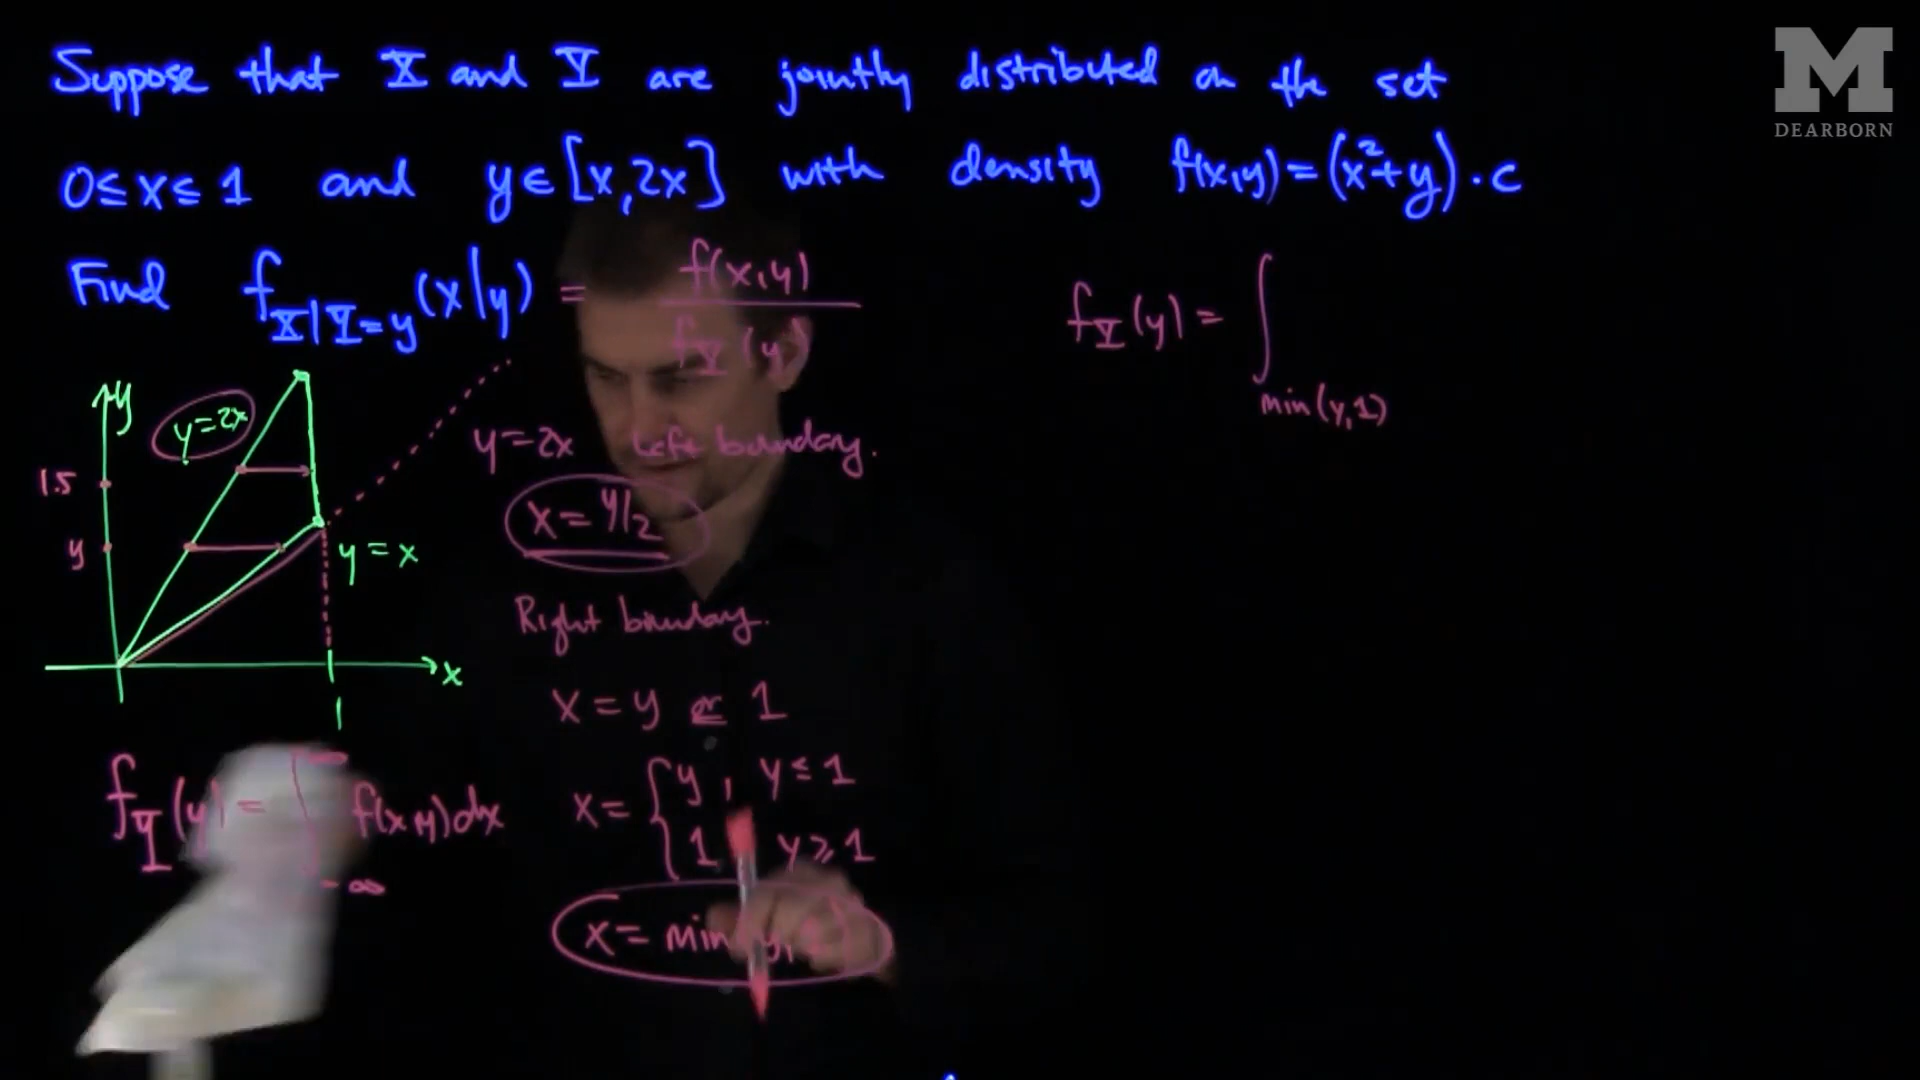 Suppose that X and Y are jointly distributed on the set
0≤x≤1 and y∈[x,2x] with density f(x,y)=(x²+y)·c
Find f_{X|Y=y}(x|y) = f(x,y) / f_Y(y)
f_Y(y) = ∫
min(y,1)
y
y=2x
1.5
y
y=x
x
1
f_Y(y) = ∫_{-∞}^{∞} f(x,y)dx
y=2x Left boundary.
x=y/2
Right boundary.
x=y or 1
x= { y, y≤1
1, y≥1
x= min(y,1)
M
DEARBORN